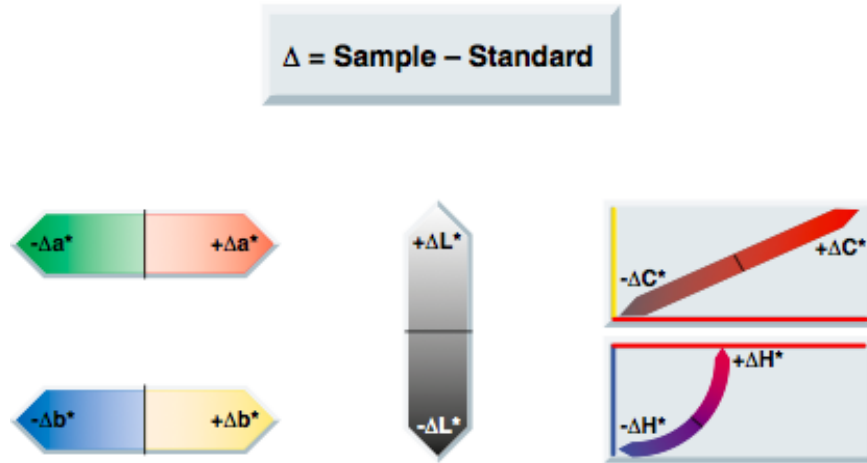 Δ = Sample – Standard
-Δa*
+Δa*
+ΔL*
-ΔC*
+ΔC*
-Δb*
+Δb*
-ΔL*
-ΔH*
+ΔH*